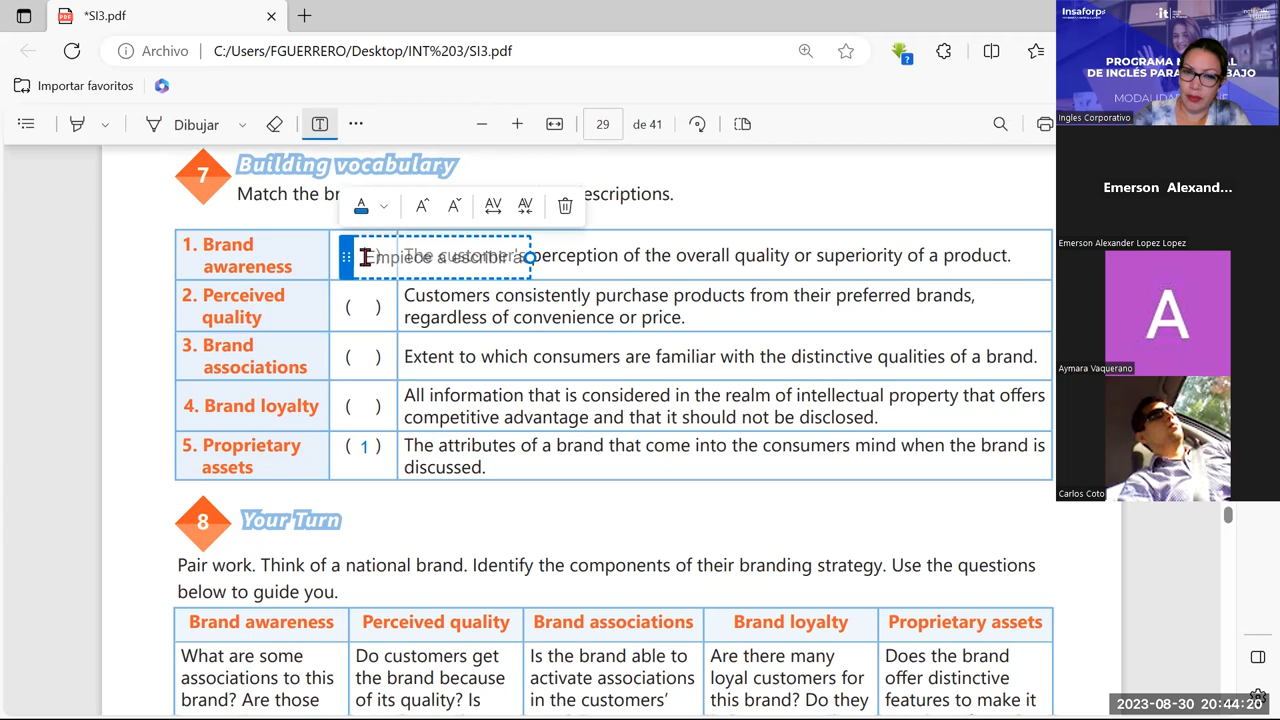 *SI3.pdf
Archivo
C:/Users/FGUERRERO/Desktop/INT%203/SI3.pdf
Importar favoritos
Dibujar
29
de 41
7
Building vocabulary
Match the br
escriptions.
1. Brand
awareness
The customer's perception of the overall quality or superiority of a product.
Empiece a escribir a
2. Perceived
quality
( )
Customers consistently purchase products from their preferred brands,
regardless of convenience or price.
3. Brand
associations
( )
Extent to which consumers are familiar with the distinctive qualities of a brand.
4. Brand loyalty
( )
All information that is considered in the realm of intellectual property that offers
competitive advantage and that it should not be disclosed.
5. Proprietary
assets
( 1 )
The attributes of a brand that come into the consumers mind when the brand is
discussed.
8
Your Turn
Pair work. Think of a national brand. Identify the components of their branding strategy. Use the questions
below to guide you.
Brand awareness
Perceived quality
Brand associations
Brand loyalty
Proprietary assets
What are some
associations to this
brand? Are those
Do customers get
the brand because
of its quality? Is
Is the brand able to
activate associations
in the customers'
Are there many
loyal customers for
this brand? Do they
Does the brand
offer distinctive
features to make it
Insaforp
PROGRAMA N
AL
DE INGLÉS PARA
BAJO
Ingles Corporativo
Emerson Alexand...
Emerson Alexander Lopez Lopez
A
Aymara Vaquerano
Carlos Coto
2023-08-30 20:44:20